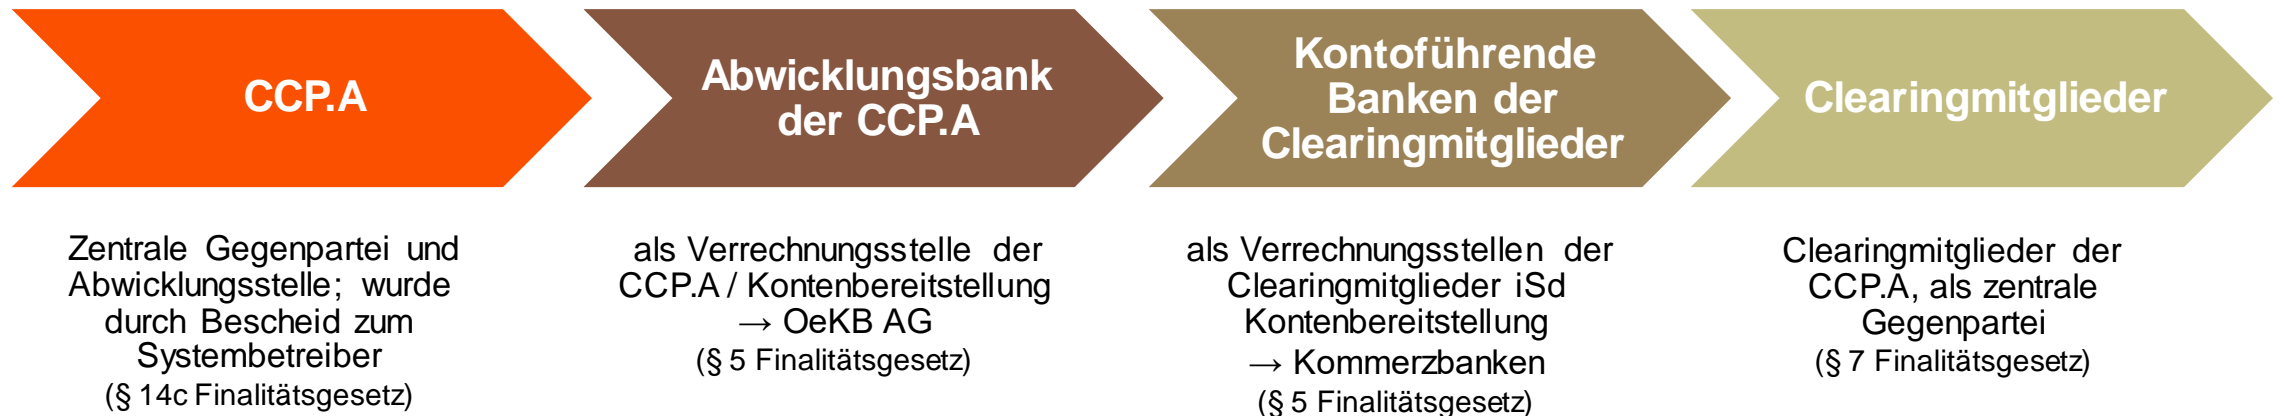 CCP.A
Abwicklungsbank
der CCP.A
Kontoführende
Banken der
Clearingmitglieder
Clearingmitglieder
Zentrale Gegenpartei und
Abwicklungsstelle; wurde
durch Bescheid zum
Systembetreiber
(§ 14c Finalitätsgesetz)
als Verrechnungsstelle der
CCP.A / Kontenbereitstellung
→ OeKB AG
(§ 5 Finalitätsgesetz)
als Verrechnungsstellen der
Clearingmitglieder iSd
Kontenbereitstellung
→ Kommerzbanken
(§ 5 Finalitätsgesetz)
Clearingmitglieder der
CCP.A, als zentrale
Gegenpartei
(§ 7 Finalitätsgesetz)